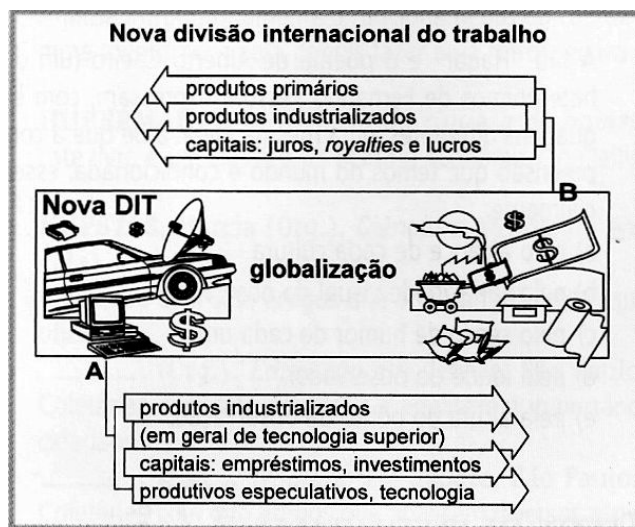 Nova divisão internacional do trabalho
produtos primários
produtos industrializados
capitais: juros, royalties e lucros
B
Nova DIT
$
$
$
$
globalização
$
A
produtos industrializados
(em geral de tecnologia superior)
capitais: empréstimos, investimentos
produtivos especulativos, tecnologia